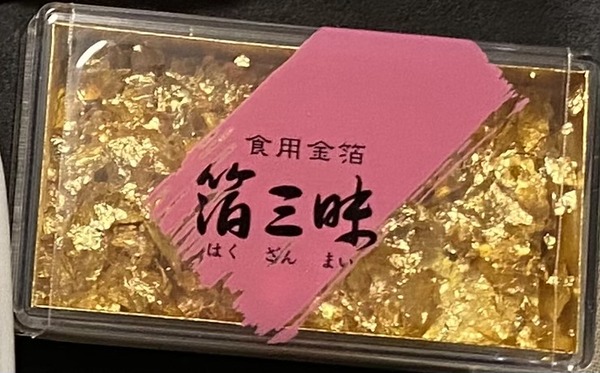 食用金箔
箔三昧
はく ざん まい